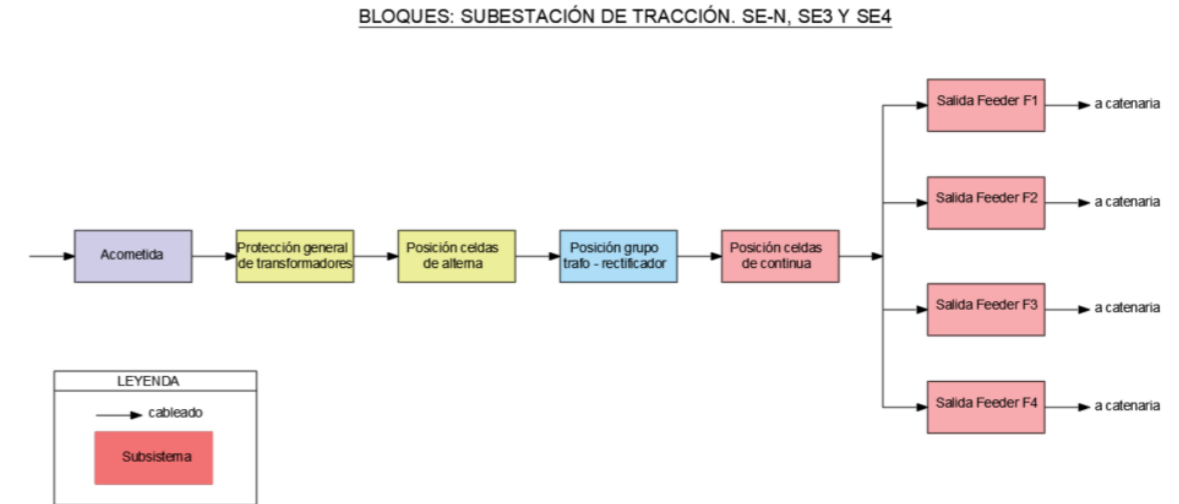 BLOQUES: SUBESTACIÓN DE TRACCIÓN. SE-N, SE3 Y SE4
Salida Feeder F1
a catenaria
Salida Feeder F2
a catenaria
Acometida
Protección general
de transformadores
Posición celdas
de alterna
Posición grupo
trafo - rectificador
Posición celdas
de continua
Salida Feeder F3
a catenaria
Salida Feeder F4
a catenaria
LEYENDA
cableado
Subsistema